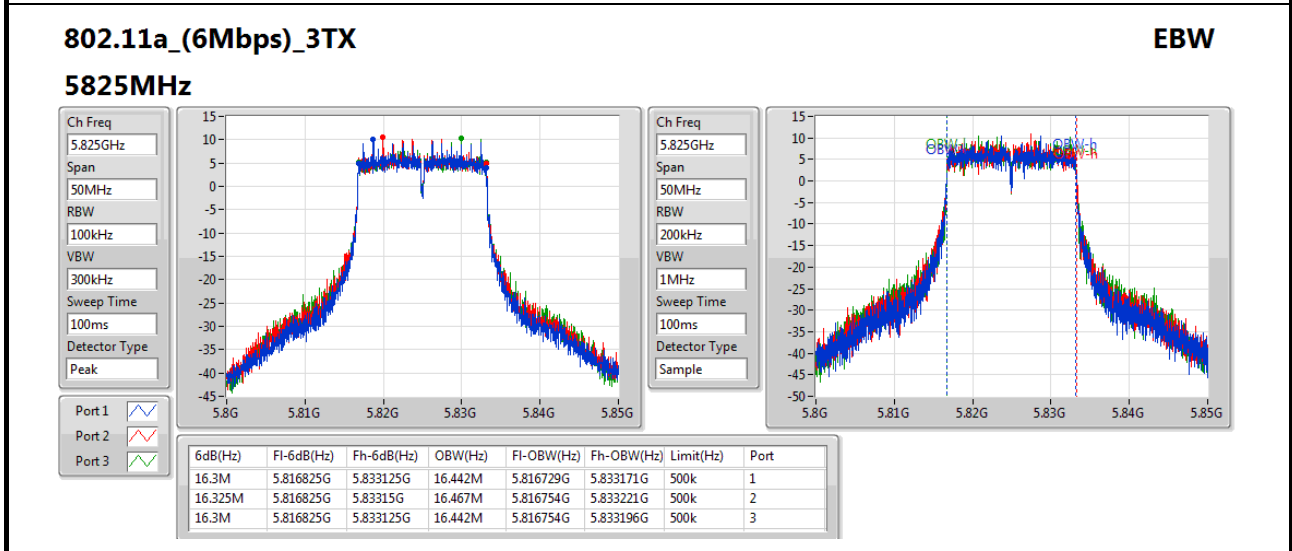 802.11a_(6Mbps)_3TX EBW
5825MHz
Ch Freq
5.825GHz
Span
50MHz
RBW
100kHz
VBW
300kHz
Sweep Time
100ms
Detector Type
Peak
15
10
5
0
-5
-10
-15
-20
-25
-30
-35
-40
-45
5.8G 5.81G 5.82G 5.83G 5.84G 5.85G
Ch Freq
5.825GHz
Span
50MHz
RBW
200kHz
VBW
1MHz
Sweep Time
100ms
Detector Type
Sample
15
10
5
0
-5
-10
-15
-20
-25
-30
-35
-40
-45
-50
5.8G 5.81G 5.82G 5.83G 5.84G 5.85G
Port 1
Port 2
Port 3
6dB(Hz) Fl-6dB(Hz) Fh-6dB(Hz) OBW(Hz) Fl-OBW(Hz) Fh-OBW(Hz) Limit(Hz) Port
16.3M 5.816825G 5.833125G 16.442M 5.816729G 5.833171G 500k 1
16.325M 5.816825G 5.83315G 16.467M 5.816754G 5.833221G 500k 2
16.3M 5.816825G 5.833125G 16.442M 5.816754G 5.833196G 500k 3